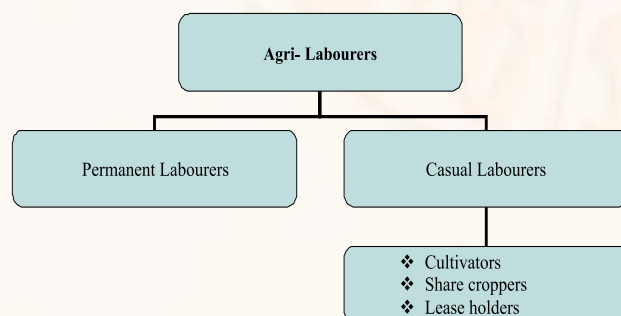 Agri- Labourers
Permanent Labourers
Casual Labourers
❖ Cultivators
❖ Share croppers
❖ Lease holders